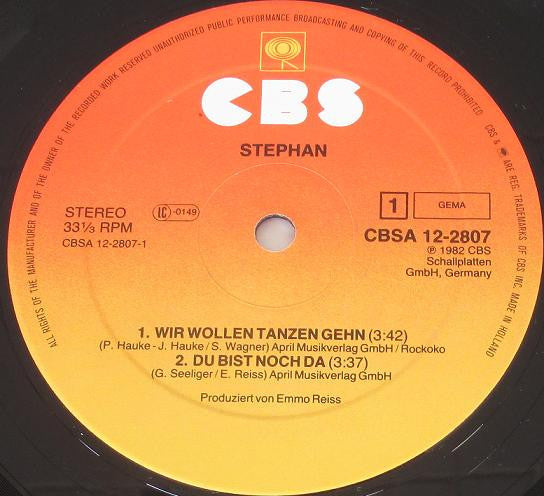 ALL RIGHTS OF THE MANUFACTURER AND OF THE OWNER OF THE RECORDED WORK RESERVED UNAUTHORIZED PUBLIC PERFORMANCE BROADCASTING AND COPYING OF THIS RECORD PROHIBITED
CBS & ARE REG. TRADEMARKS OF CBS INC. MADE IN HOLLAND
CBS
STEPHAN
STEREO
33⅓ RPM
CBSA 12-2807-1
IC -0149
1 GEMA
CBSA 12-2807
℗ 1982 CBS
Schallplatten
GmbH, Germany
1. WIR WOLLEN TANZEN GEHN (3:42)
(P. Hauke - J. Hauke / S. Wagner) April Musikverlag GmbH / Rockoko
2. DU BIST NOCH DA (3:37)
(G. Seeliger / E. Reiss) April Musikverlag GmbH
Produziert von Emmo Reiss